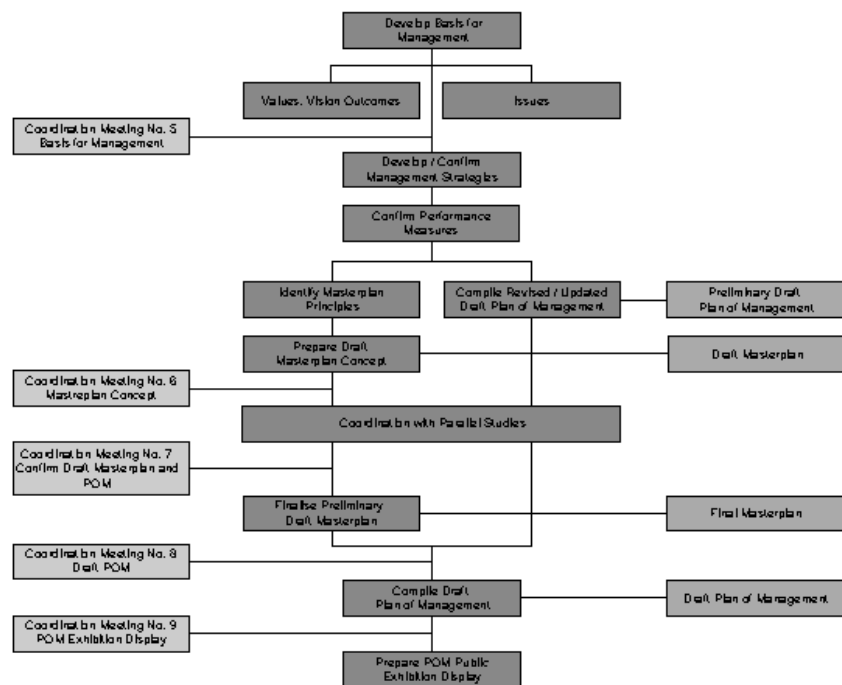 Develop Basis for
Management
Values, Vision Outcomes
Issues
Coordination Meeting No. 5
Basis for Management
Develop / Confirm
Management Strategies
Confirm Performance
Measures
Identify Masterplan
Principles
Compile Revised / Updated
Draft Plan of Management
Preliminary Draft
Plan of Management
Prepare Draft
Masterplan Concept
Draft Masterplan
Coordination Meeting No. 6
Mastreplan Concept
Coordination with Parallel Studies
Coordination Meeting No. 7
Confirm Draft Masterplan and
POM
Finalise Preliminary
Draft Masterplan
Final Masterplan
Coordination Meeting No. 8
Draft POM
Compile Draft
Plan of Management
Draft Plan of Management
Coordination Meeting No. 9
POM Exhibition Display
Prepare POM Public
Exhibition Display